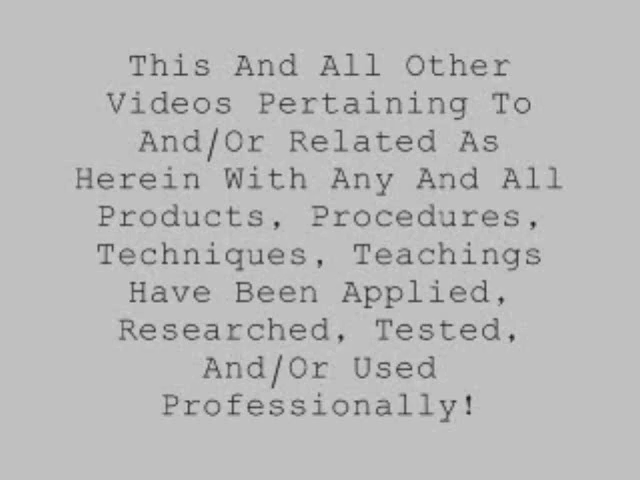 This And All Other
Videos Pertaining To
And/Or Related As
Herein With Any And All
Products, Procedures,
Techniques, Teachings
Have Been Applied,
Researched, Tested,
And/Or Used
Professionally!